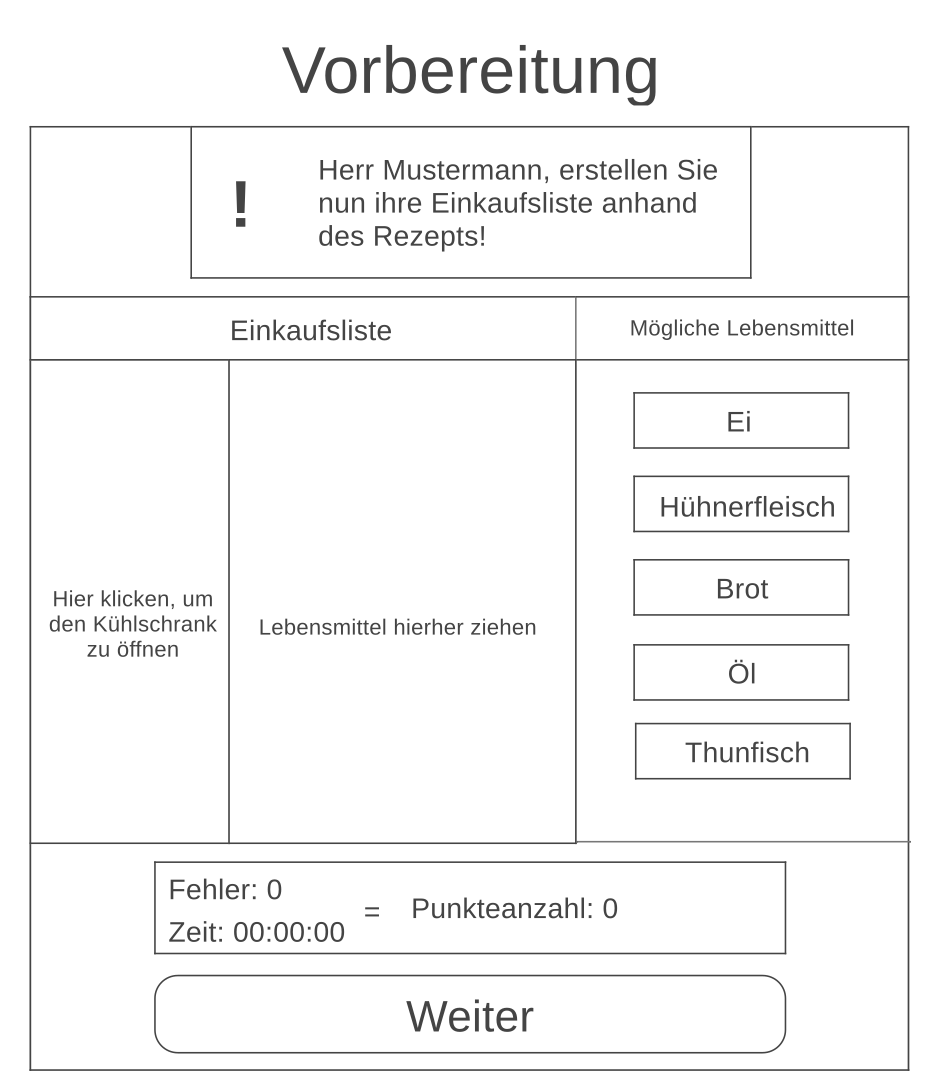 Vorbereitung
!
Herr Mustermann, erstellen Sie
nun ihre Einkaufsliste anhand
des Rezepts!
Einkaufsliste
Mögliche Lebensmittel
Hier klicken, um
den Kühlschrank
zu öffnen
Lebensmittel hierher ziehen
Ei
Hühnerfleisch
Brot
Öl
Thunfisch
Fehler: 0
Zeit: 00:00:00
=
Punkteanzahl: 0
Weiter